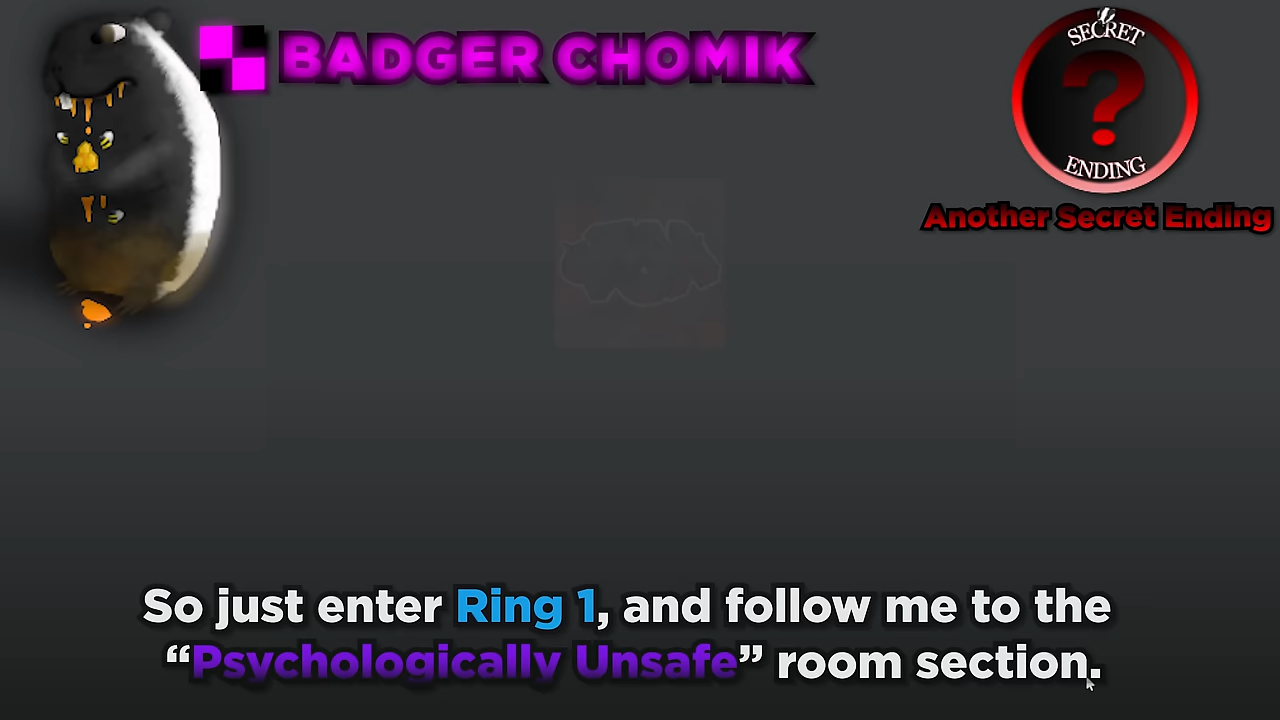 BADGER CHOMIK
SECRET
?
ENDING
Another Secret Ending
So just enter Ring 1, and follow me to the
“Psychologically Unsafe” room section.